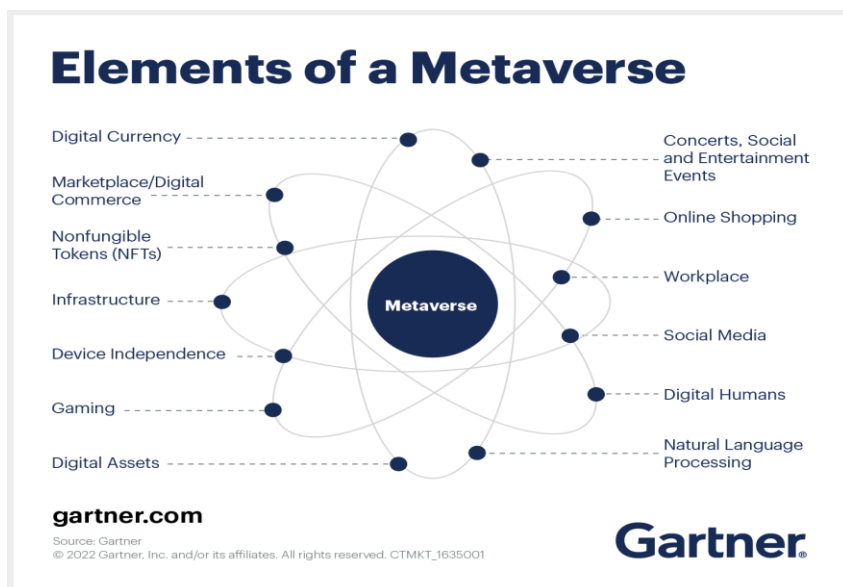 Elements of a Metaverse
Digital Currency
Marketplace/Digital
Commerce
Nonfungible
Tokens (NFTs)
Infrastructure
Device Independence
Gaming
Digital Assets
Metaverse
Concerts, Social
and Entertainment
Events
Online Shopping
Workplace
Social Media
Digital Humans
Natural Language
Processing
gartner.com
Source: Gartner
© 2022 Gartner, Inc. and/or its affiliates. All rights reserved. CTMKT_1635001
Gartner®